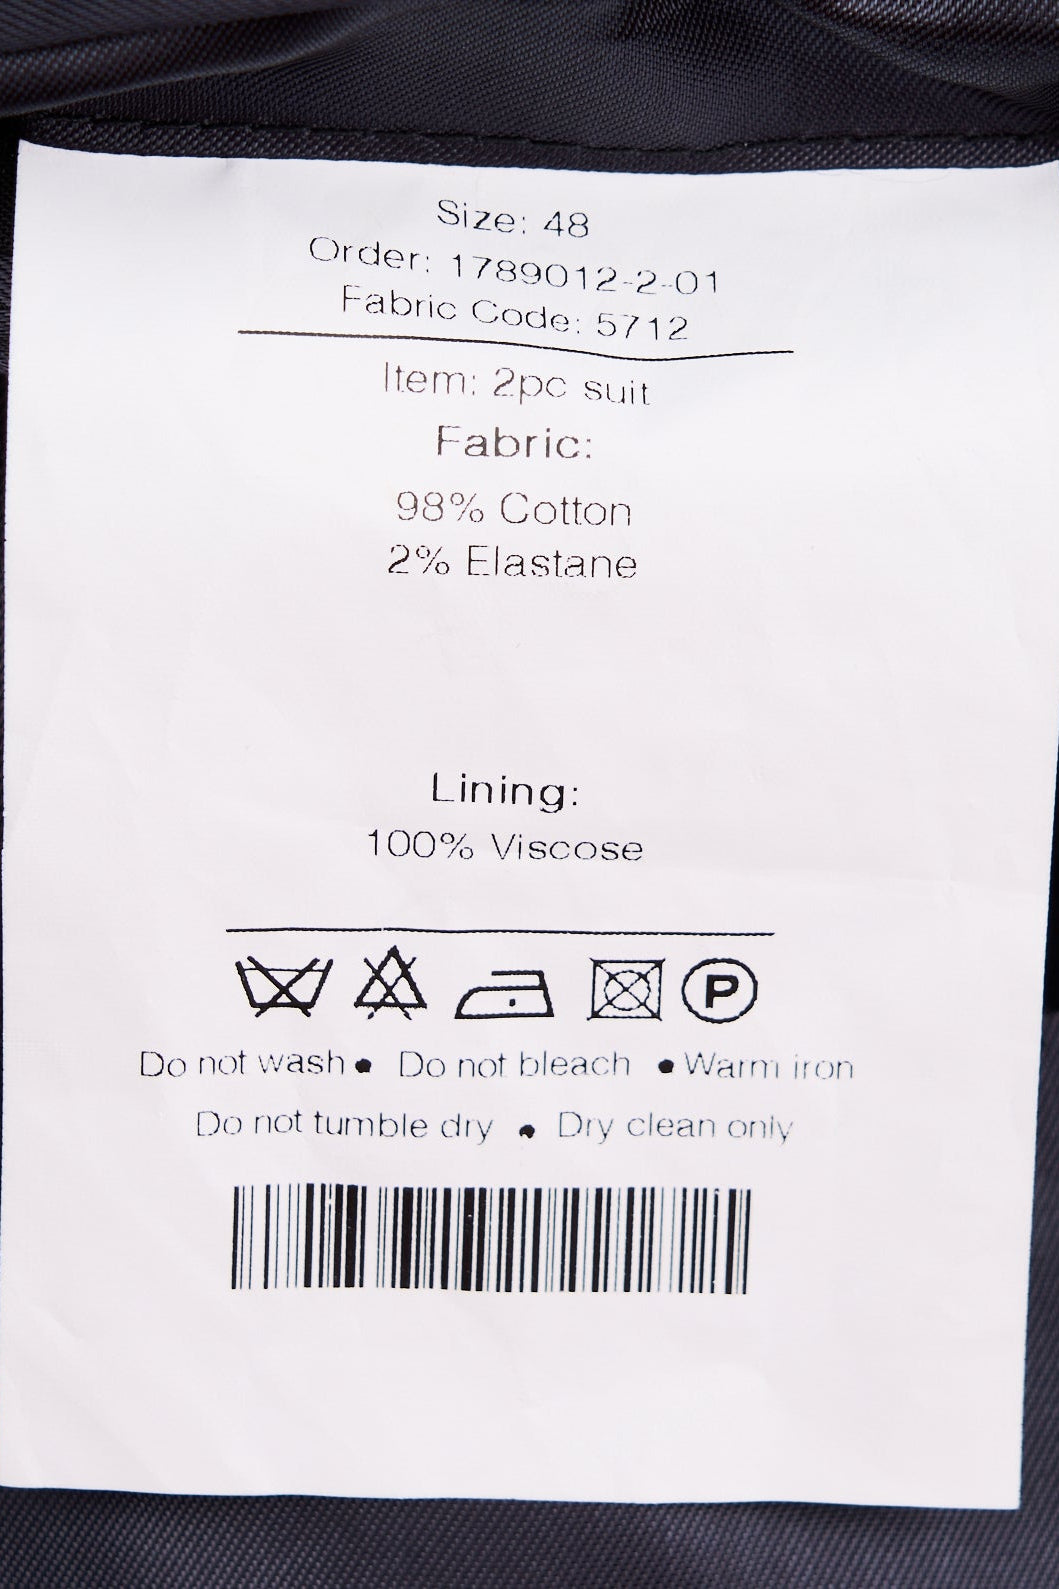 Size: 48
Order: 1789012-2-01
Fabric Code: 5712
Item: 2pc suit
Fabric:
98% Cotton
2% Elastane
Lining:
100% Viscose
P
Do not wash • Do not bleach • Warm iron
Do not tumble dry • Dry clean only